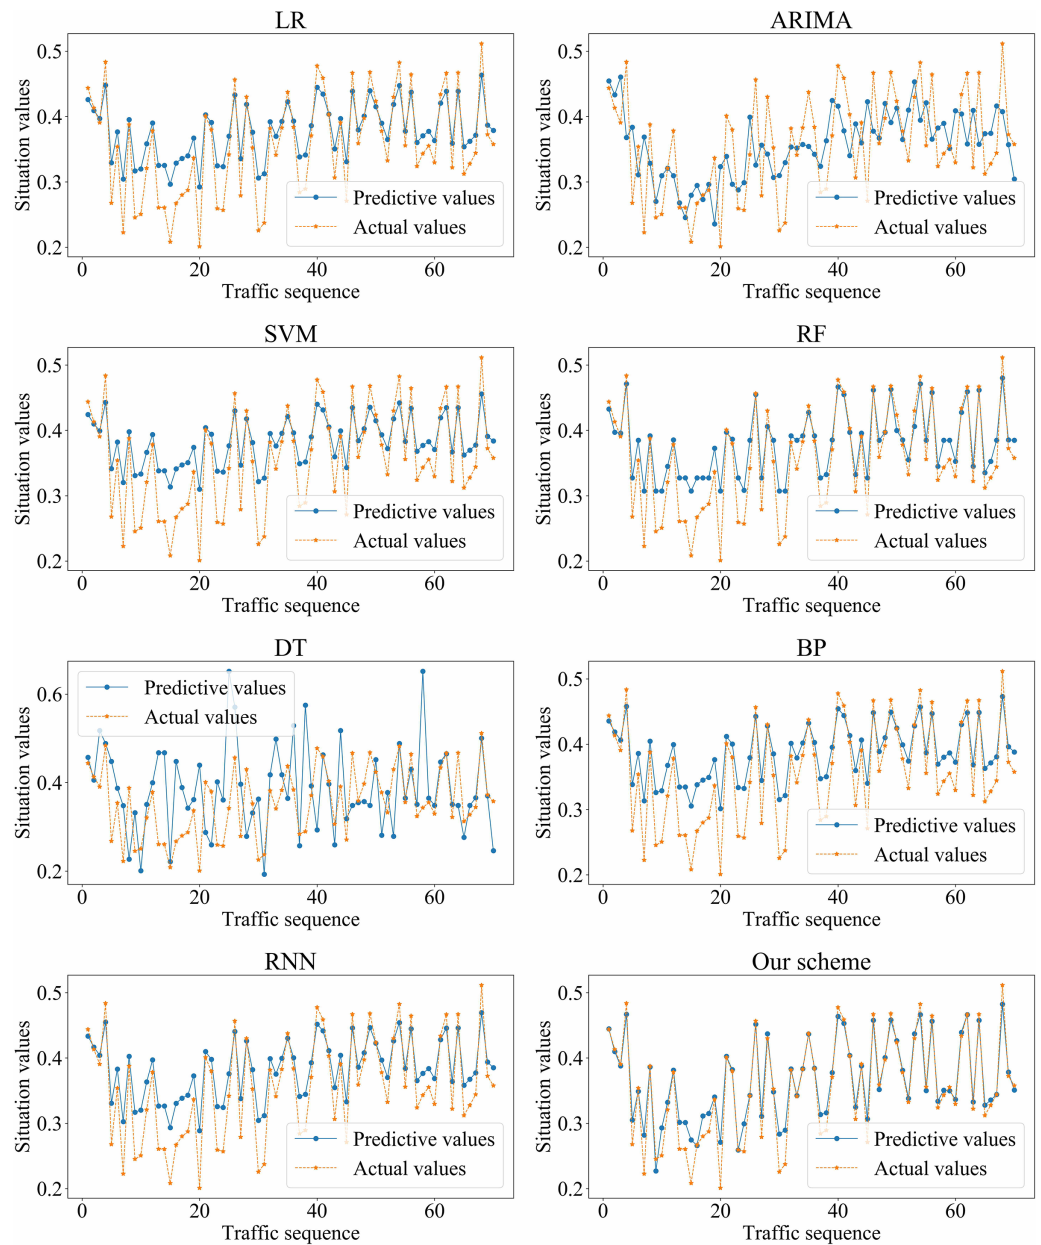 LR
Situation values
0.5
0.4
0.3
0.2
0
20
40
60
Traffic sequence
Predictive values
Actual values
ARIMA
Situation values
0.5
0.4
0.3
0.2
0
20
40
60
Traffic sequence
Predictive values
Actual values
SVM
Situation values
0.5
0.4
0.3
0.2
0
20
40
60
Traffic sequence
Predictive values
Actual values
RF
Situation values
0.5
0.4
0.3
0.2
0
20
40
60
Traffic sequence
Predictive values
Actual values
DT
Situation values
0.6
0.4
0.2
0
20
40
60
Traffic sequence
Predictive values
Actual values
BP
Situation values
0.5
0.4
0.3
0.2
0
20
40
60
Traffic sequence
Predictive values
Actual values
RNN
Situation values
0.5
0.4
0.3
0.2
0
20
40
60
Traffic sequence
Predictive values
Actual values
Our scheme
Situation values
0.5
0.4
0.3
0.2
0
20
40
60
Traffic sequence
Predictive values
Actual values